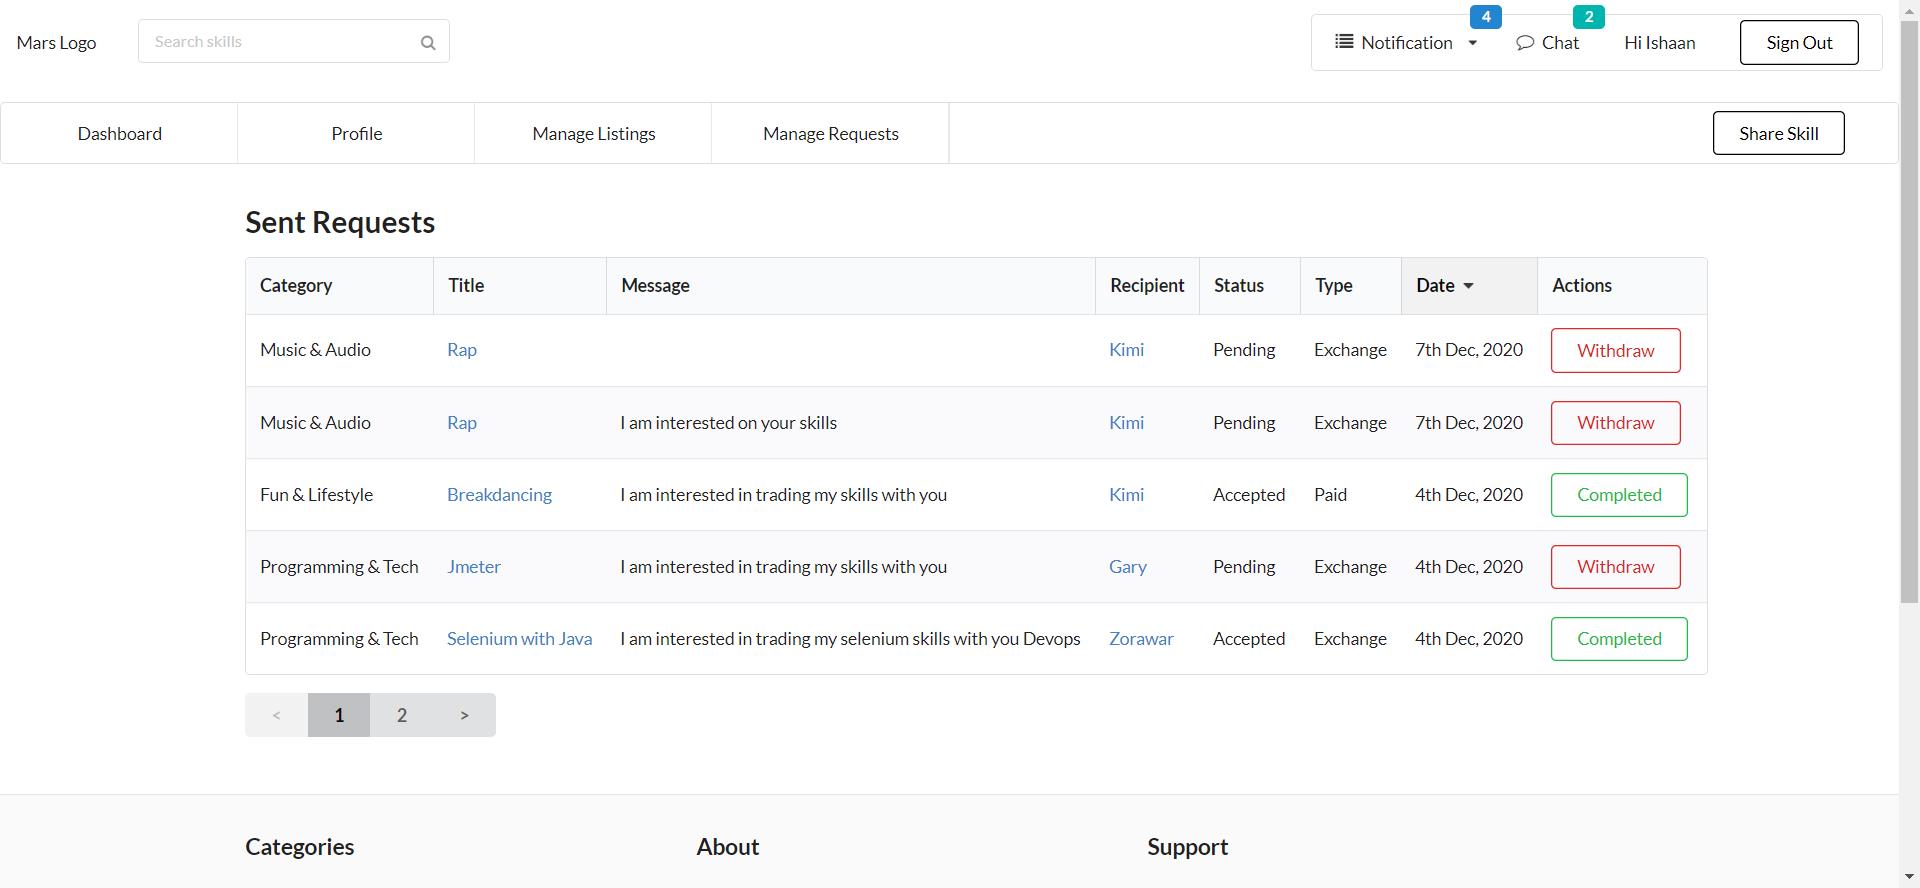 Mars Logo
Search skills
Notification
4
Chat
2
Hi Ishaan
Sign Out
Dashboard
Profile
Manage Listings
Manage Requests
Share Skill
Sent Requests
Category Title Message Recipient Status Type Date Actions
Music & Audio Rap Kimi Pending Exchange 7th Dec, 2020 Withdraw
Music & Audio Rap I am interested on your skills Kimi Pending Exchange 7th Dec, 2020 Withdraw
Fun & Lifestyle Breakdancing I am interested in trading my skills with you Kimi Accepted Paid 4th Dec, 2020 Completed
Programming & Tech Jmeter I am interested in trading my skills with you Gary Pending Exchange 4th Dec, 2020 Withdraw
Programming & Tech Selenium with Java I am interested in trading my selenium skills with you Devops Zorawar Accepted Exchange 4th Dec, 2020 Completed
< 1 2 >
Categories About Support